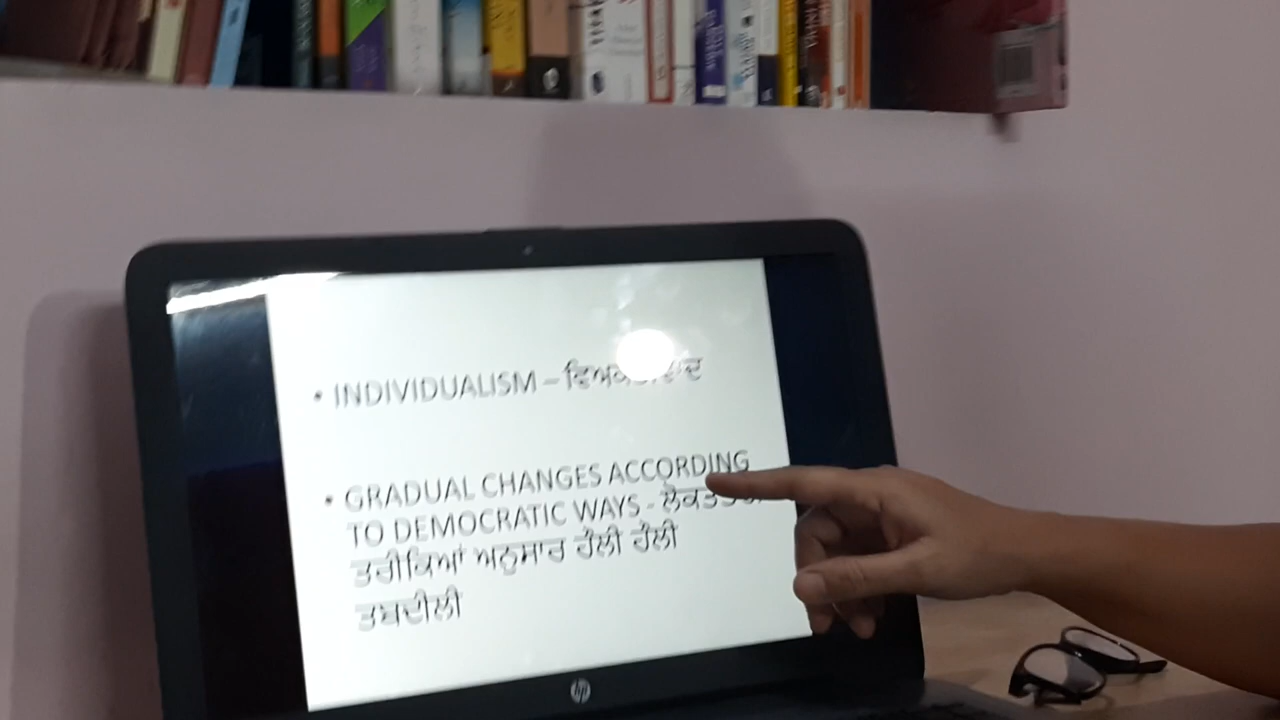 • INDIVIDUALISM –
• GRADUAL CHANGES ACCORDING
TO DEMOCRATIC WAYS -
ਤਰੀਕਿਆਂ ਅਨੁਸਾਰ ਹੌਲੀ ਹੌਲੀ
ਤਬਦੀਲੀ
hp